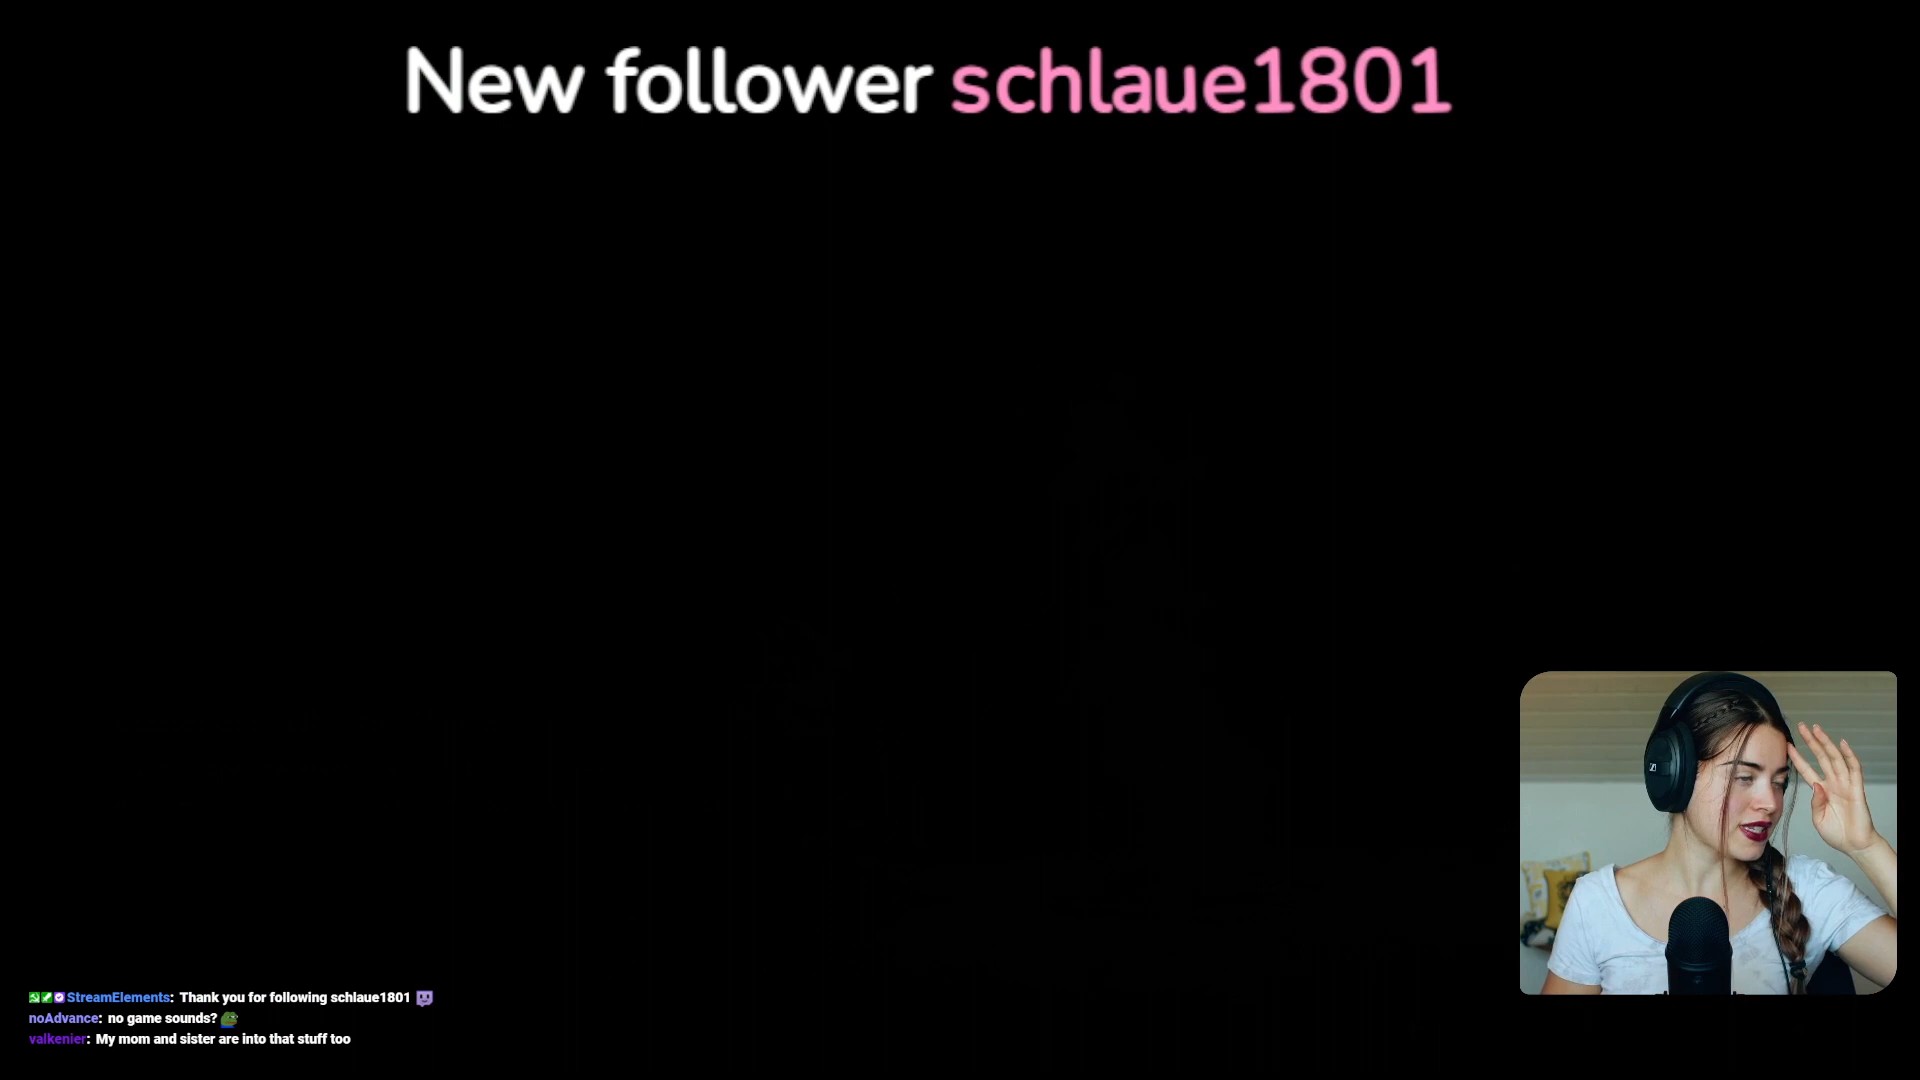 New follower schlaue1801
StreamElements: Thank you for following schlaue1801
noAdvance: no game sounds?
valkenier: My mom and sister are into that stuff too